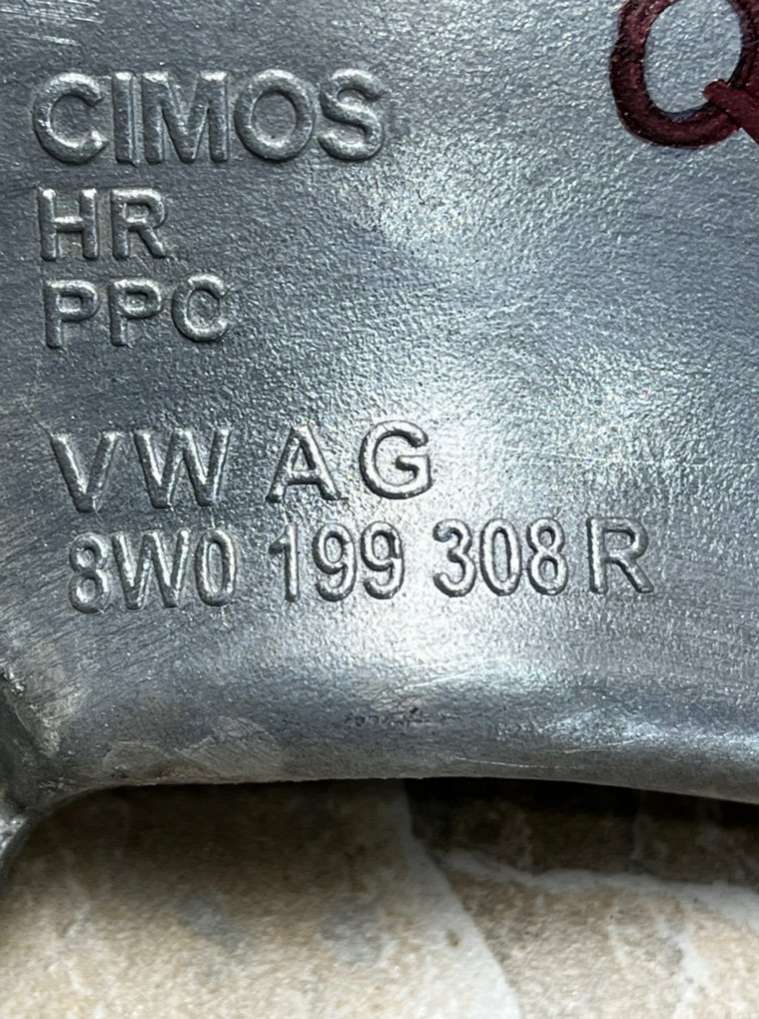 Q
CIMOS
HR
PPC
VW AG
8W0 199 308 R